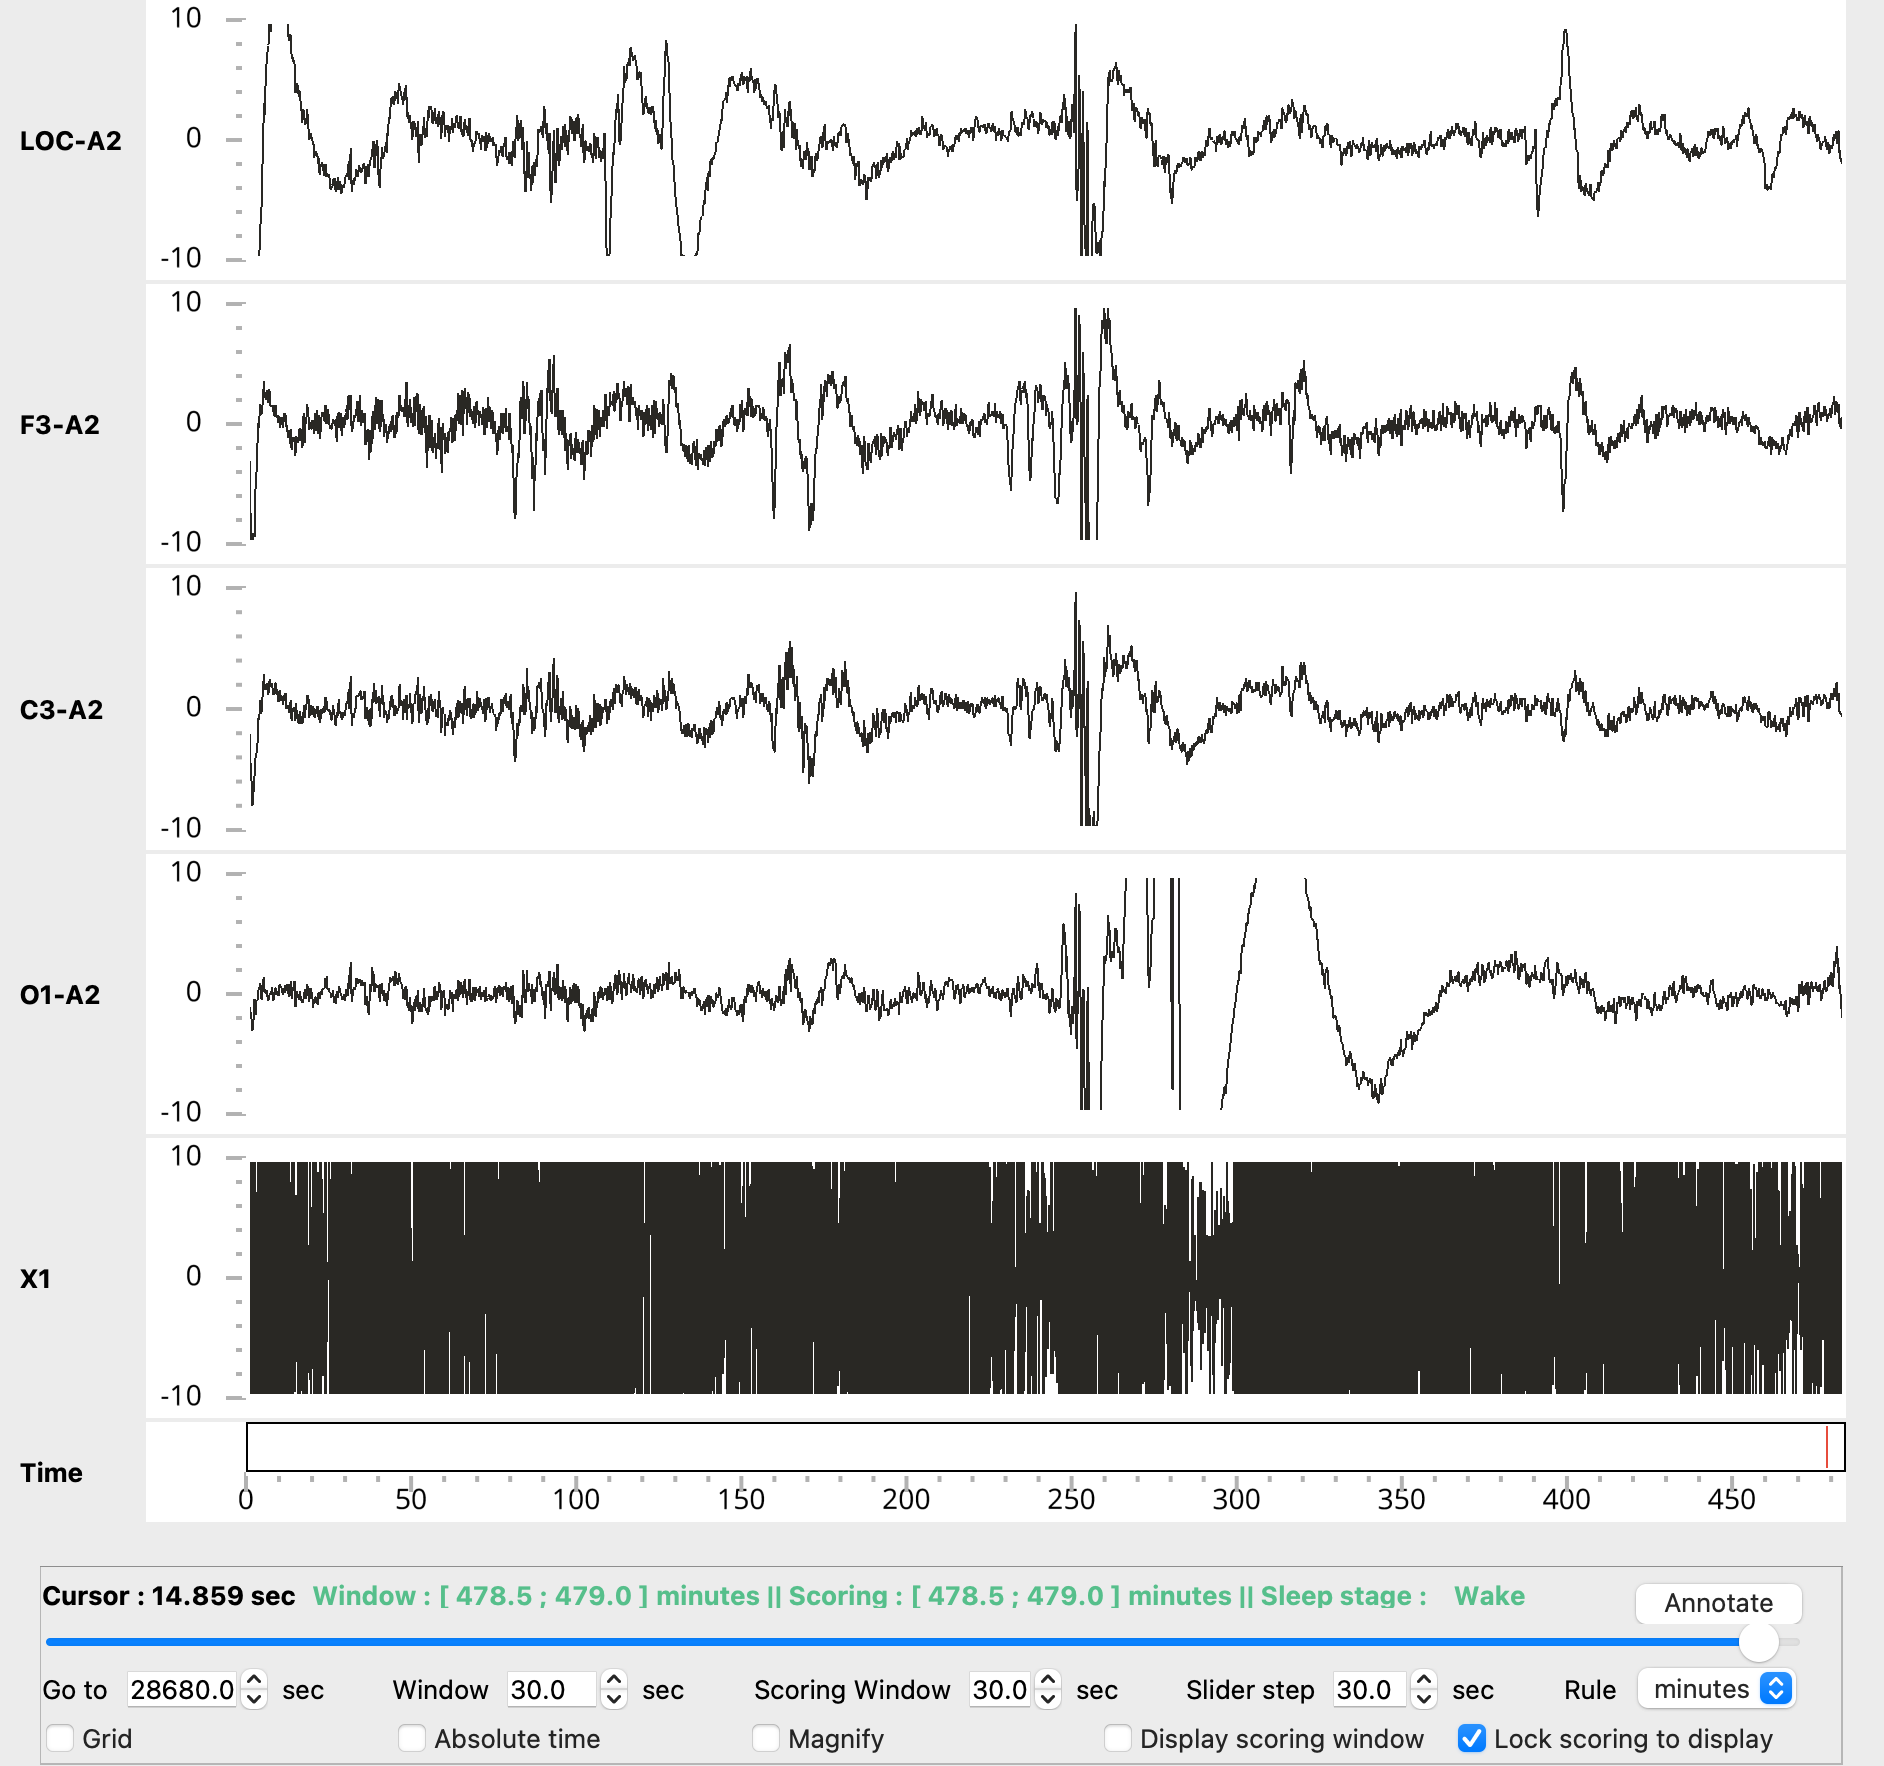 10
LOC-A2
0
-10
10
F3-A2
0
-10
10
C3-A2
0
-10
10
O1-A2
0
-10
10
X1
0
-10
Time
0 50 100 150 200 250 300 350 400 450
Cursor : 14.859 sec Window : [ 478.5 ; 479.0 ] minutes || Scoring : [ 478.5 ; 479.0 ] minutes || Sleep stage : Wake Annotate
Go to 28680.0 sec Window 30.0 sec Scoring Window 30.0 sec Slider step 30.0 sec Rule minutes
Grid Absolute time Magnify Display scoring window Lock scoring to display